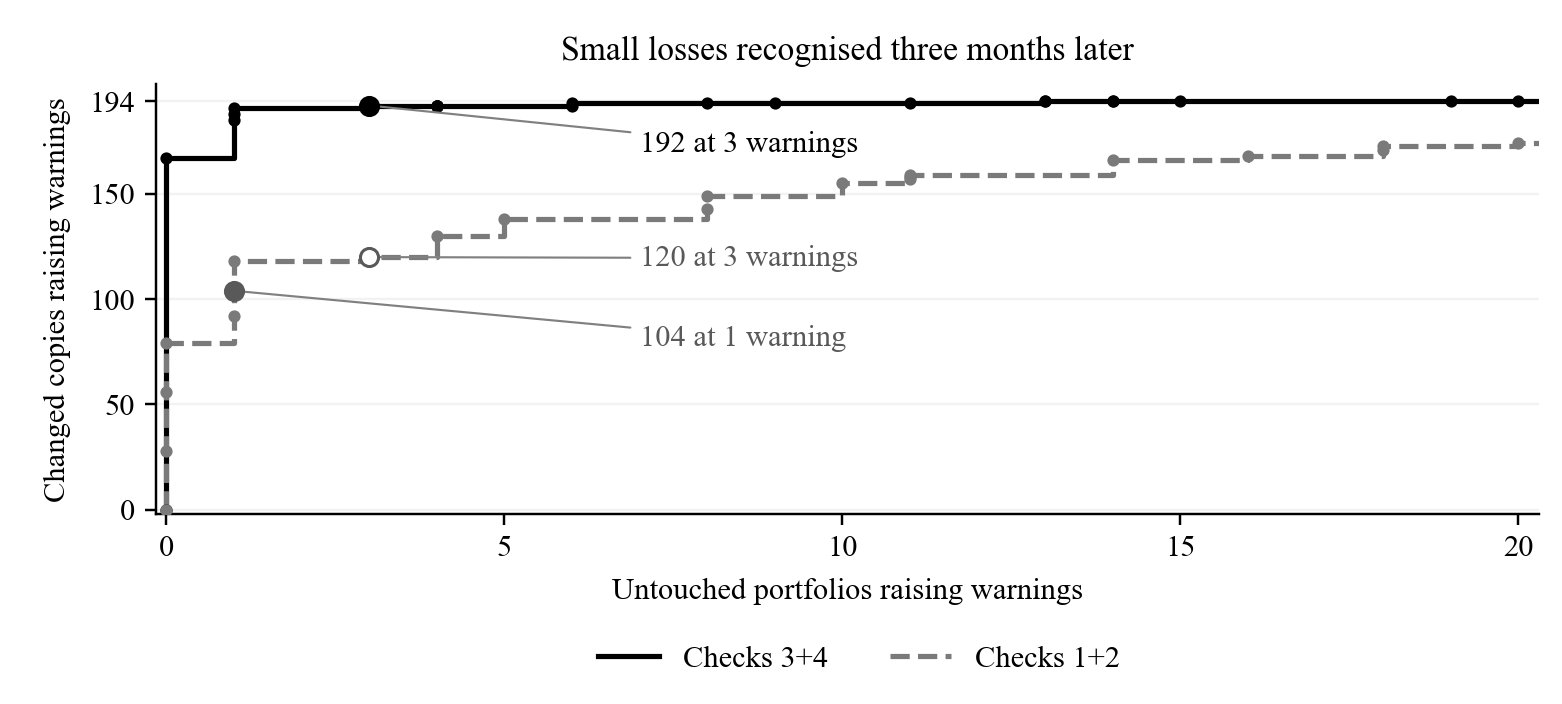 Small losses recognised three months later
Changed copies raising warnings
194
150
100
50
0
192 at 3 warnings
120 at 3 warnings
104 at 1 warning
0
5
10
15
20
Untouched portfolios raising warnings
Checks 3+4
Checks 1+2